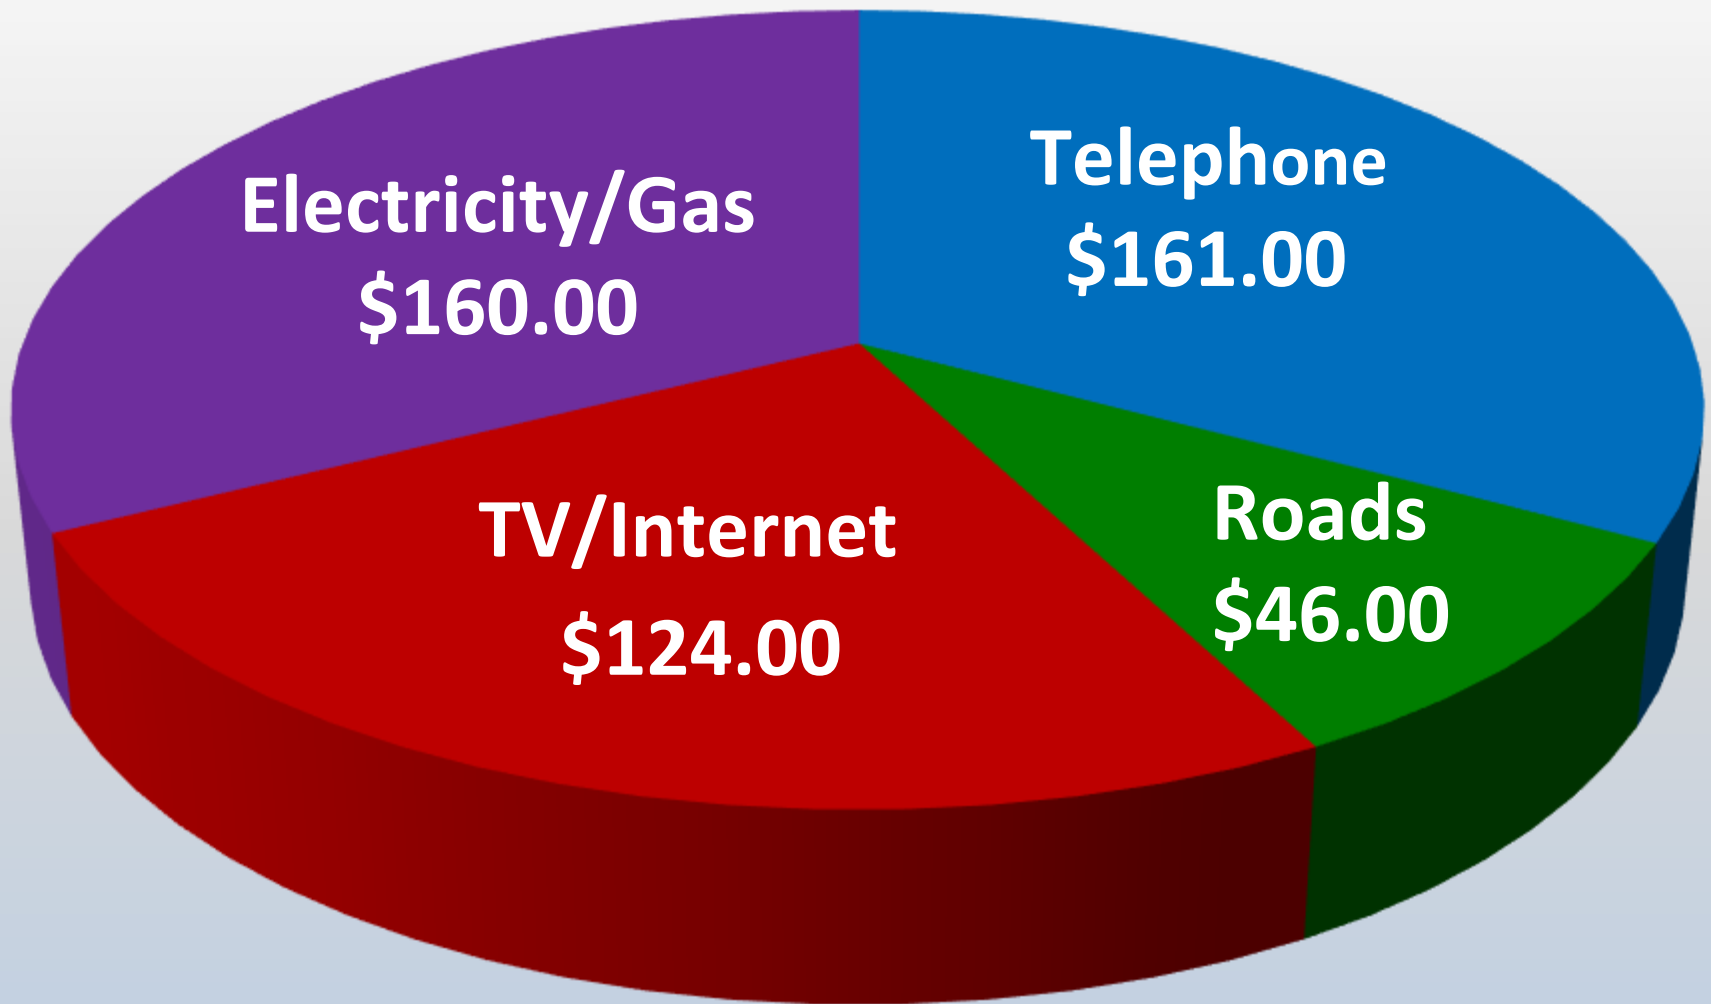 Telephone
$161.00
Electricity/Gas
$160.00
Roads
$46.00
TV/Internet
$124.00